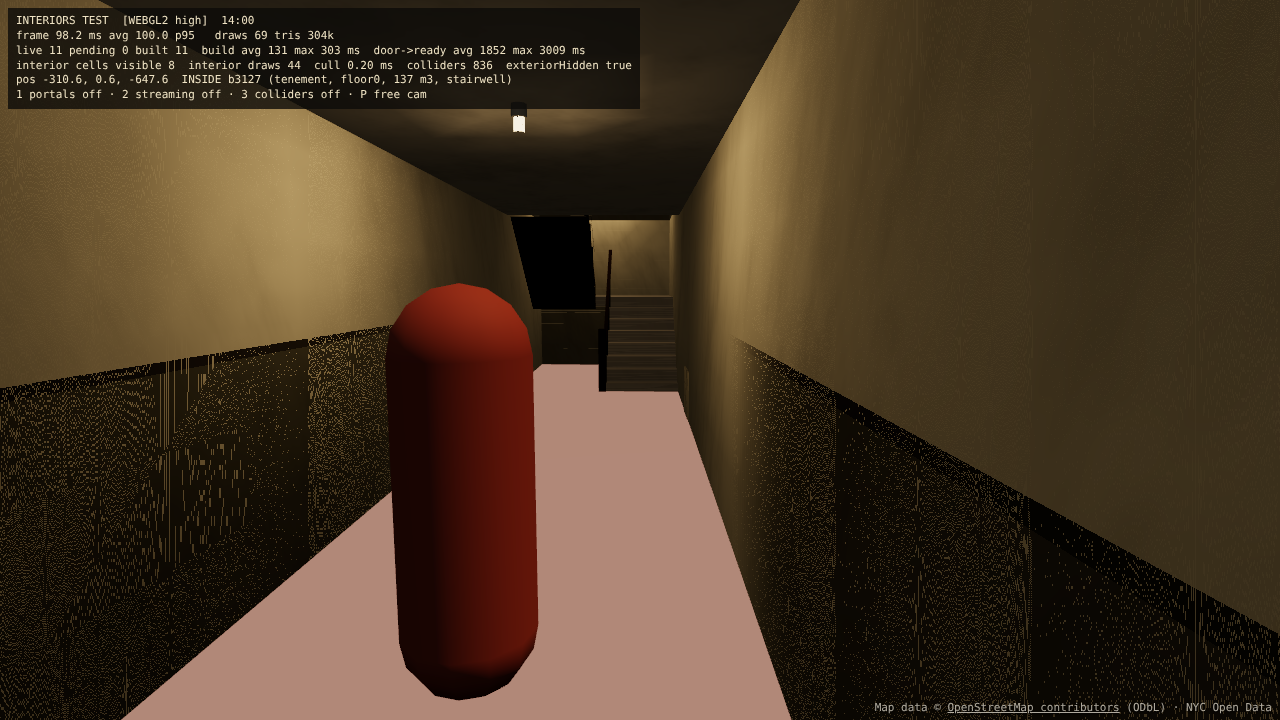 INTERIORS TEST  [WEBGL2 high]  14:00
frame 98.2 ms avg 100.0 p95   draws 69 tris 304k
live 11 pending 0 built 11  build avg 131 max 303 ms  door->ready avg 1852 max 3009 ms
interior cells visible 8  interior draws 44  cull 0.20 ms  colliders 836  exteriorHidden true
pos -310.6, 0.6, -647.6  INSIDE b3127 (tenement, floor0, 137 m3, stairwell)
1 portals off · 2 streaming off · 3 colliders off · P free cam
Map data © OpenStreetMap contributors (ODbL) · NYC Open Data